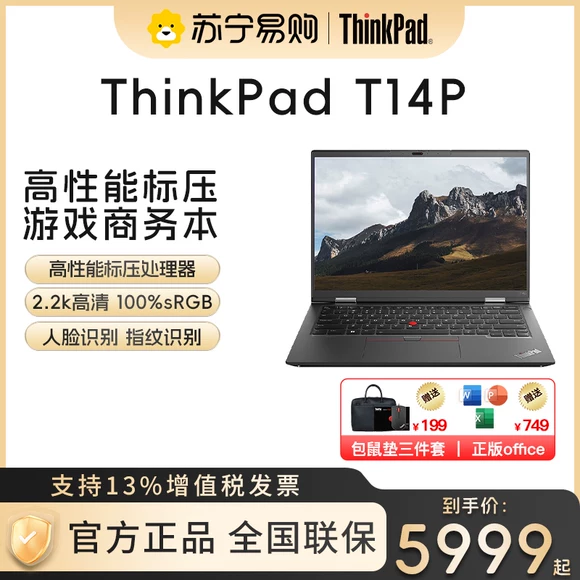 苏宁易购 ThinkPad
ThinkPad T14P
高性能标压
游戏商务本
高性能标压处理器
2.2k高清 100%sRGB
人脸识别 指纹识别
赠送 ¥199
赠送 ¥749
包鼠垫三件套 | 正版office
支持13%增值税发票
官方正品 全国联保
到手价:
5999起